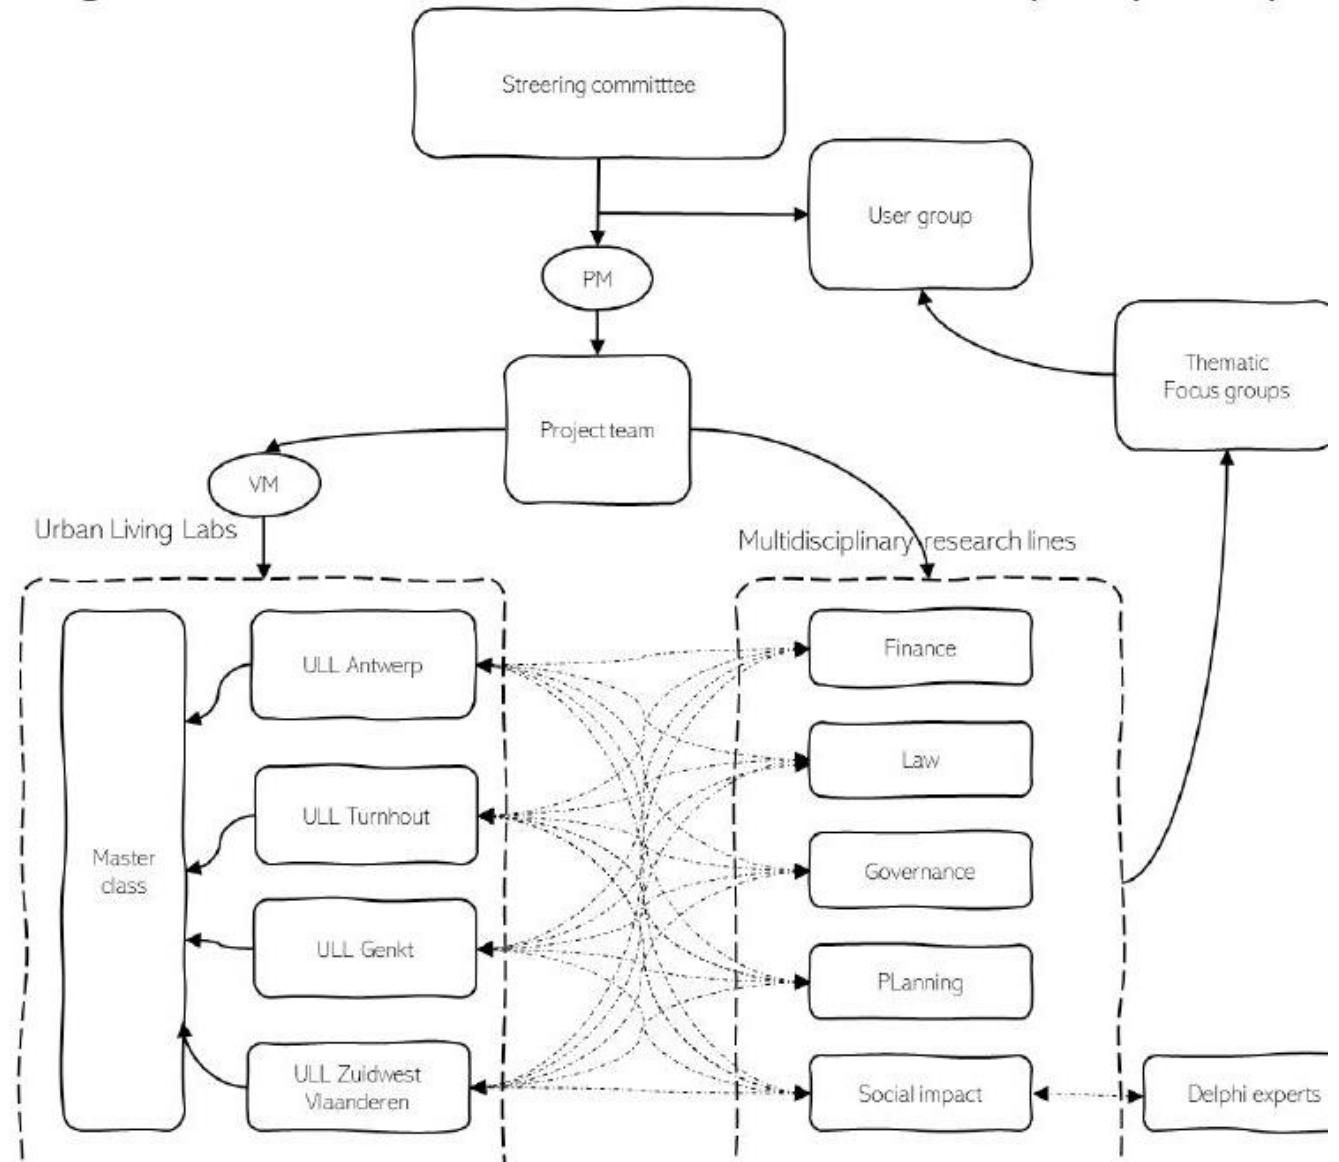 Streering committtee
User group
PM
Thematic
Focus groups
Project team
VM
Urban Living Labs
Multidisciplinary research lines
Finance
ULL Antwerp
Law
ULL Turnhout
Master
class
Governance
ULL Genkt
PLanning
ULL Zuidwest
Vlaanderen
Social impact
Delphi experts